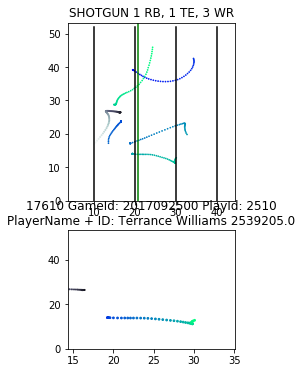 SHOTGUN 1 RB, 1 TE, 3 WR
50
40
30
20
10
0
10 20 30 40
17610 GameId: 2017092500 PlayId: 2510
PlayerName + ID: Terrance Williams 2539205.0
40
20
0
15 20 25 30 35